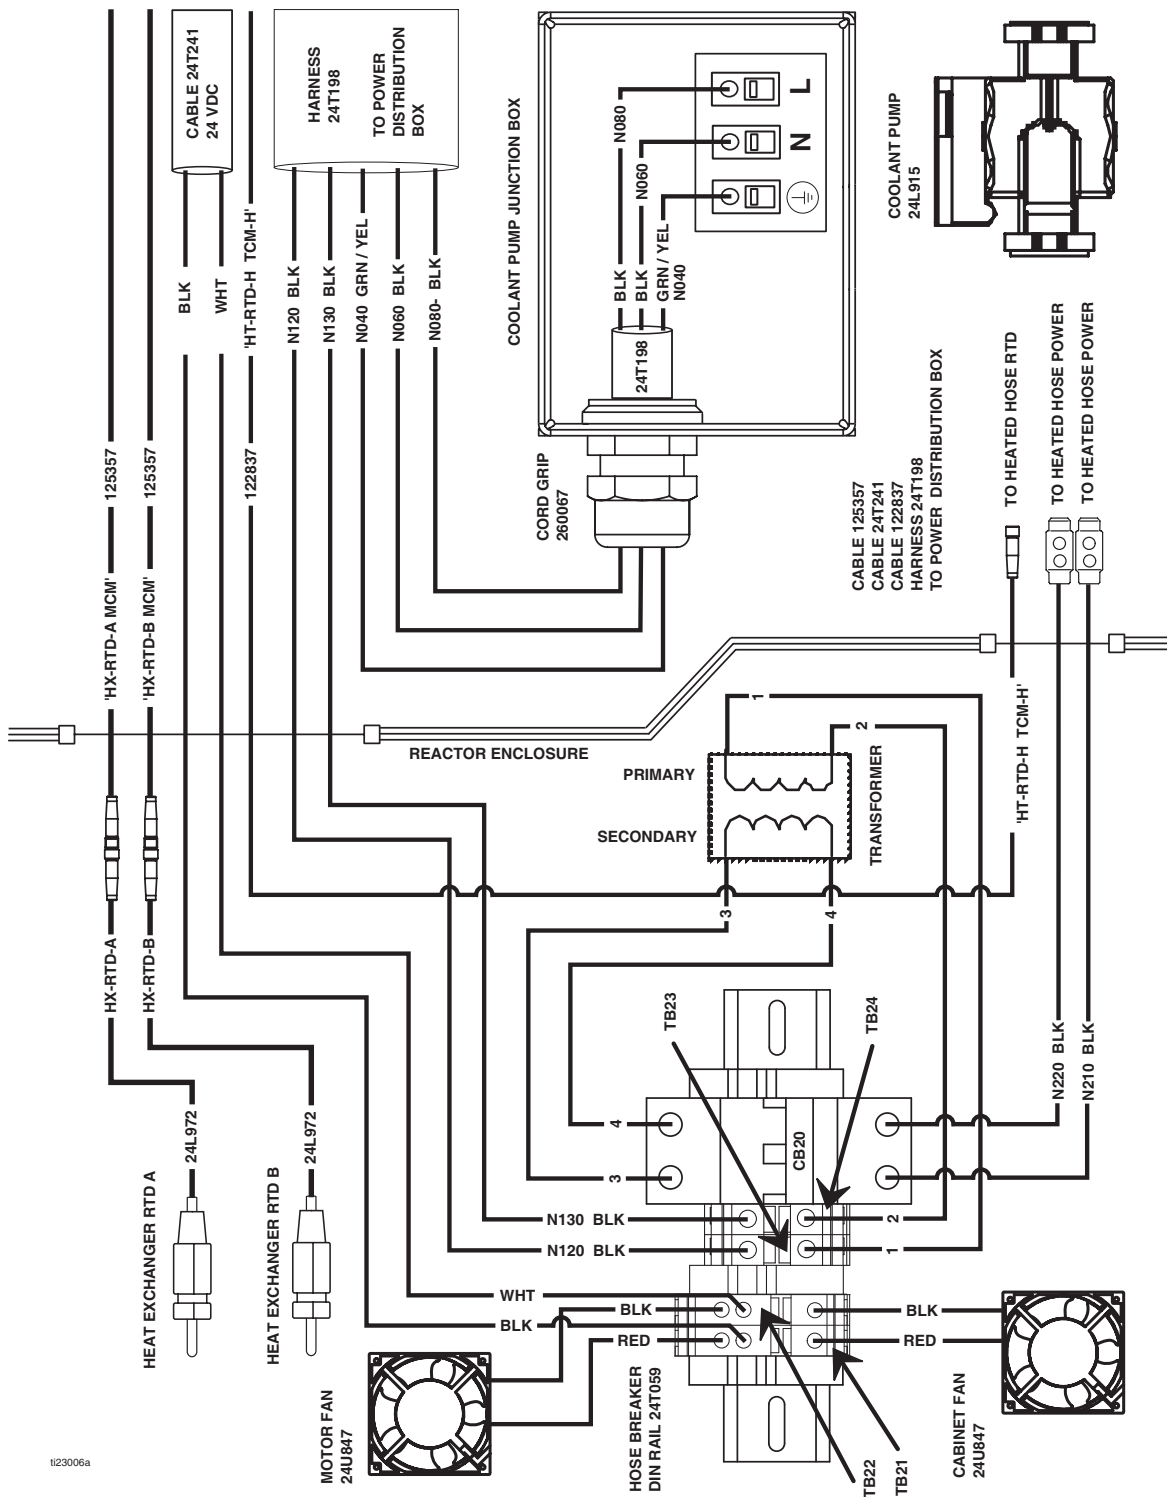 CABLE 24T241
24 VDC
HARNESS
24T198
TO POWER
DISTRIBUTION
BOX
BLK
WHT
'HT-RTD-H TCM-H'
N120 BLK
N130 BLK
N040 GRN / YEL
N060 BLK
N080- BLK
125357
125357
122837
'HX-RTD-A MCM'
'HX-RTD-B MCM'
COOLANT PUMP JUNCTION BOX
N080
N060
BLK
BLK
GRN / YEL
N040
L
N
24T198
CORD GRIP
260067
COOLANT PUMP
24L915
CABLE 125357
CABLE 24T241
CABLE 122837
HARNESS 24T198
TO POWER DISTRIBUTION BOX
TO HEATED HOSE RTD
TO HEATED HOSE POWER
TO HEATED HOSE POWER
REACTOR ENCLOSURE
1
2
PRIMARY
SECONDARY
TRANSFORMER
'HT-RTD-H TCM-H'
3
4
HX-RTD-A
HX-RTD-B
TB23
TB24
N220 BLK
N210 BLK
24L972
24L972
HEAT EXCHANGER RTD A
HEAT EXCHANGER RTD B
4
3
CB20
N130 BLK
N120 BLK
2
1
WHT
BLK
BLK
RED
BLK
RED
MOTOR FAN
24U847
HOSE BREAKER
DIN RAIL 24T059
TB22
TB21
CABINET FAN
24U847
ti23006a